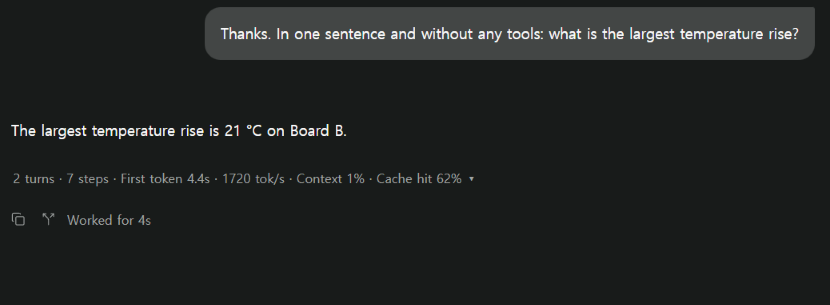 Thanks. In one sentence and without any tools: what is the largest temperature rise?
The largest temperature rise is 21 °C on Board B.
2 turns · 7 steps · First token 4.4s · 1720 tok/s · Context 1% · Cache hit 62% ▾
Worked for 4s